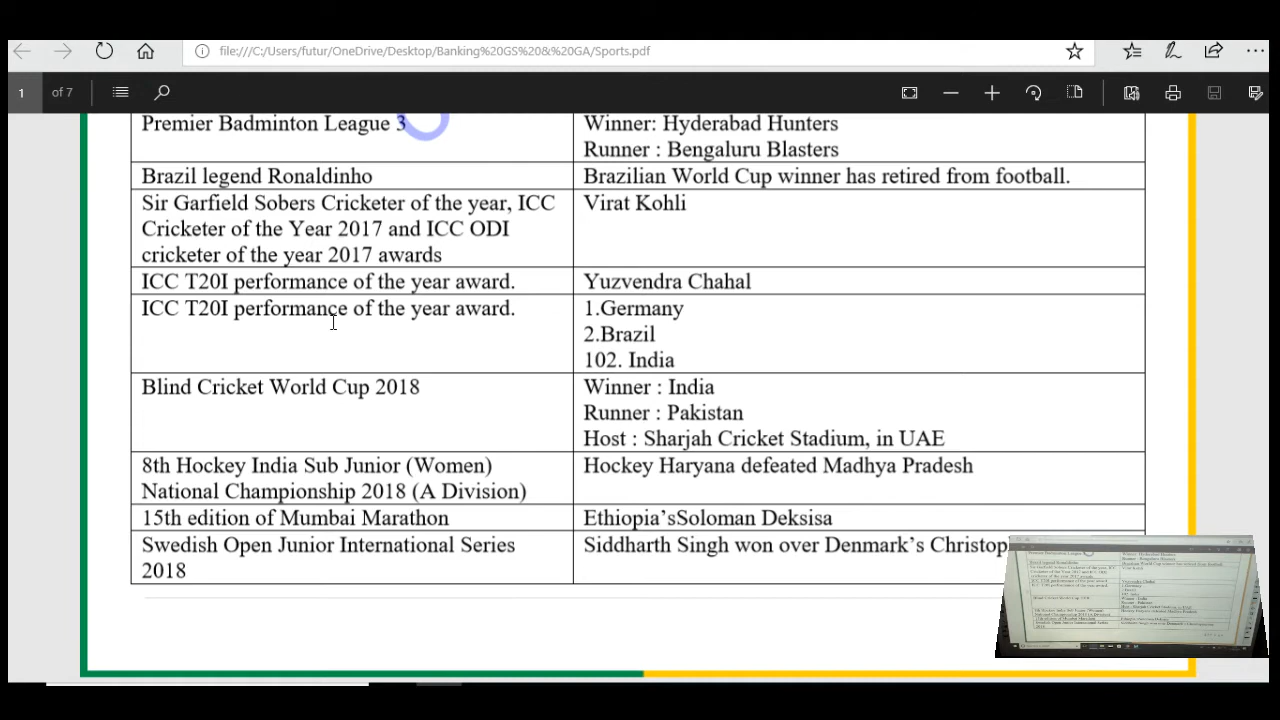 file:///C:/Users/futur/OneDrive/Desktop/Banking%20GS%20&%20GA/Sports.pdf
1 of 7
Premier Badminton League 3
Winner: Hyderabad Hunters
Runner : Bengaluru Blasters
Brazil legend Ronaldinho
Brazilian World Cup winner has retired from football.
Sir Garfield Sobers Cricketer of the year, ICC
Cricketer of the Year 2017 and ICC ODI
cricketer of the year 2017 awards
Virat Kohli
ICC T20I performance of the year award.
Yuzvendra Chahal
ICC T20I performance of the year award.
1.Germany
2.Brazil
102. India
Blind Cricket World Cup 2018
Winner : India
Runner : Pakistan
Host : Sharjah Cricket Stadium, in UAE
8th Hockey India Sub Junior (Women)
National Championship 2018 (A Division)
Hockey Haryana defeated Madhya Pradesh
15th edition of Mumbai Marathon
Ethiopia’sSoloman Deksisa
Swedish Open Junior International Series
2018
Siddharth Singh won over Denmark’s Christop